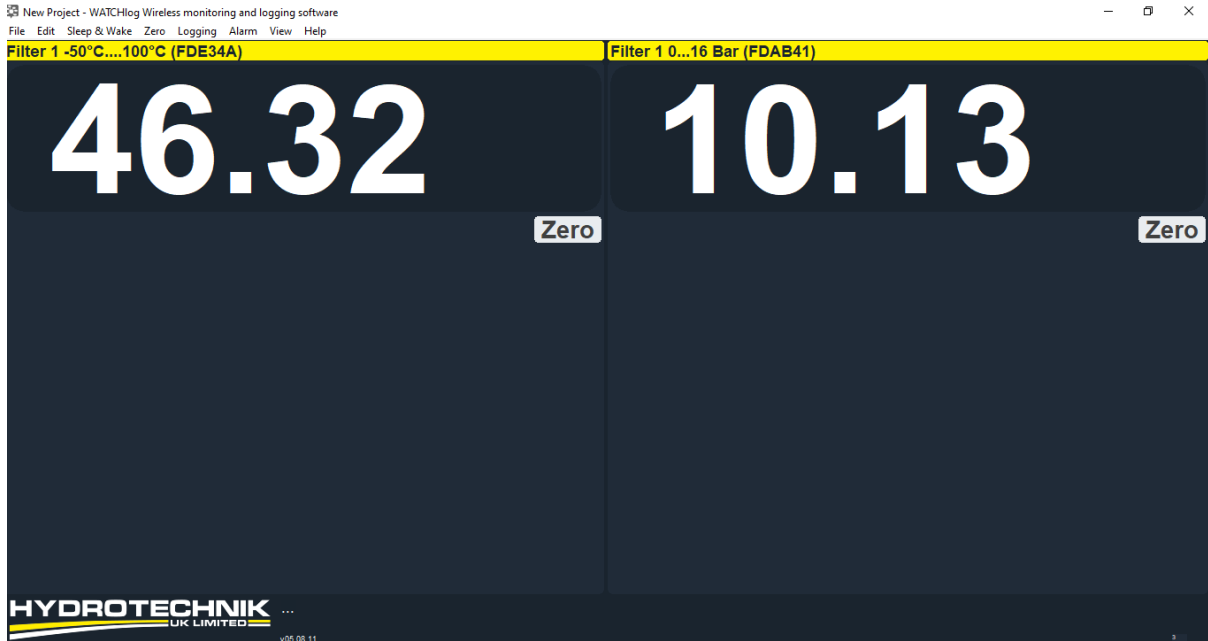 New Project - WATCHlog Wireless monitoring and logging software
File Edit Sleep & Wake Zero Logging Alarm View Help
Filter 1 -50°C....100°C (FDE34A)
46.32
Zero
Filter 1 0...16 Bar (FDAB41)
10.13
Zero
HYDROTECHNIK
UK LIMITED
...
v05.08.11
3